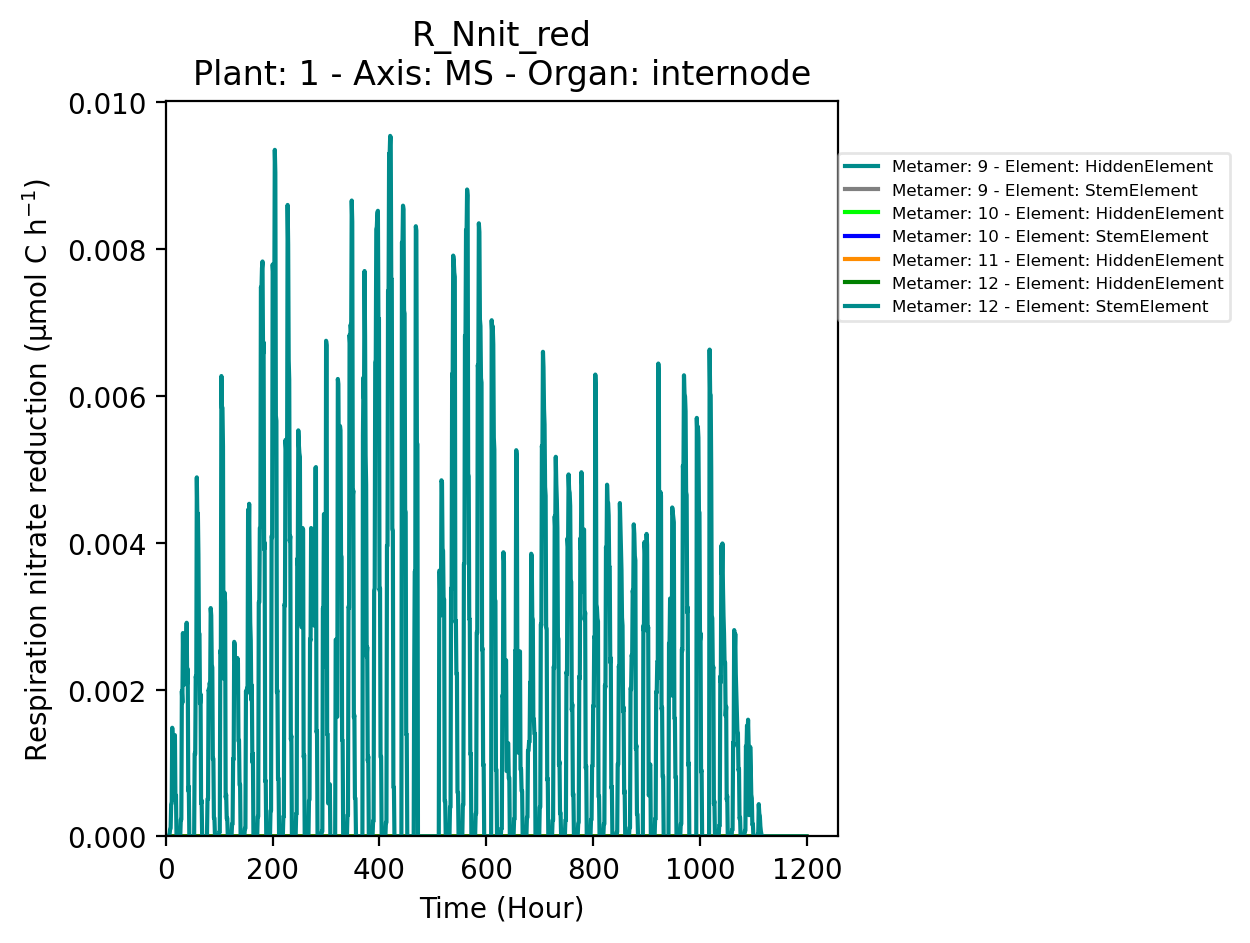 R_Nnit_red
Plant: 1 - Axis: MS - Organ: internode
Respiration nitrate reduction (µmol C h⁻¹)
0.010
0.008
0.006
0.004
0.002
0.000
0 200 400 600 800 1000 1200
Time (Hour)
Metamer: 9 - Element: HiddenElement
Metamer: 9 - Element: StemElement
Metamer: 10 - Element: HiddenElement
Metamer: 10 - Element: StemElement
Metamer: 11 - Element: HiddenElement
Metamer: 12 - Element: HiddenElement
Metamer: 12 - Element: StemElement